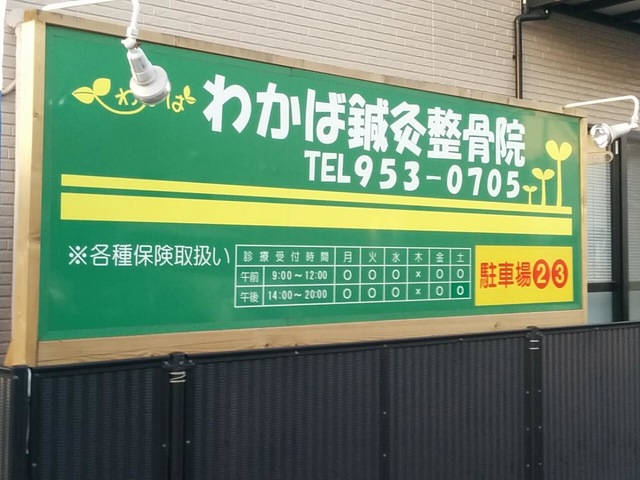 わかば
わかば鍼灸整骨院
TEL953-0705
※各種保険取扱い
診療受付時間 月 火 水 木 金 土
午前 9:00〜12:00 ○ ○ ○ × ○ ○
午後 14:00〜20:00 ○ ○ ○ × ○ ○
駐車場❷❸